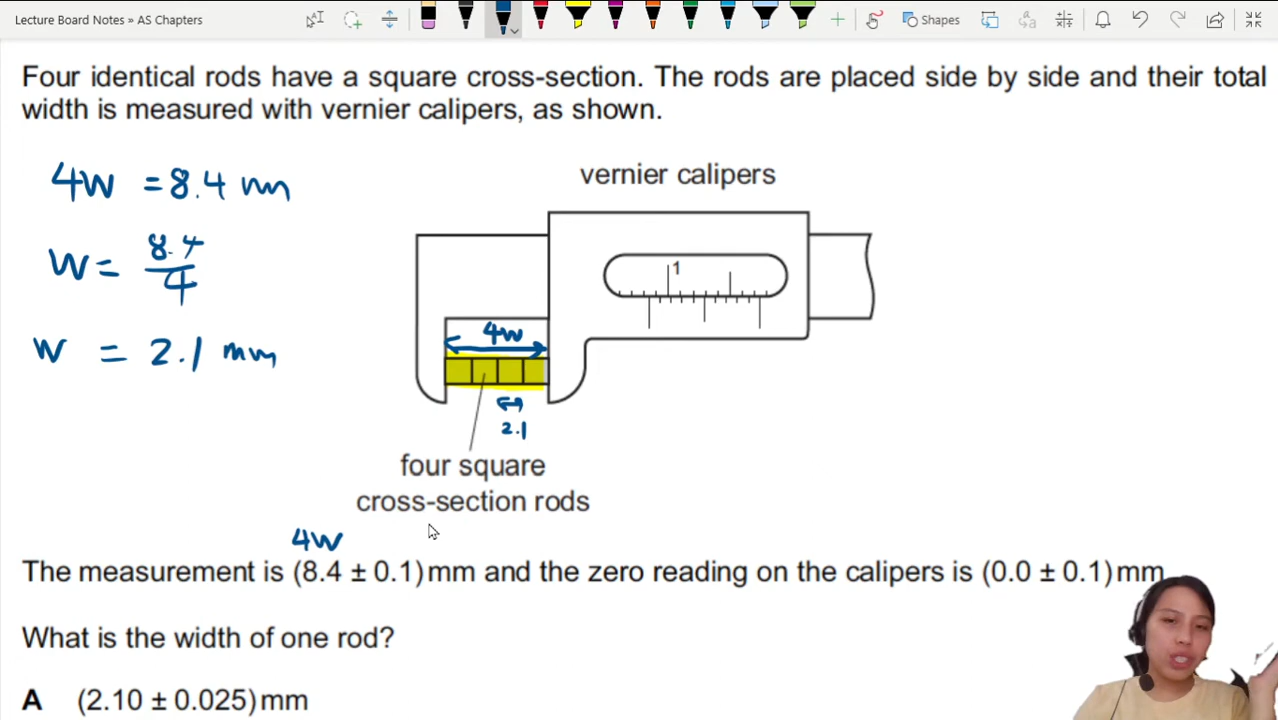 Lecture Board Notes » AS Chapters
Shapes
Four identical rods have a square cross-section. The rods are placed side by side and their total
width is measured with vernier calipers, as shown.
4W = 8.4 mm
W = 8.4
4
W = 2.1 mm
vernier calipers
1
4W
2.1
four square
cross-section rods
4W
The measurement is (8.4 ± 0.1) mm and the zero reading on the calipers is (0.0 ± 0.1) mm
What is the width of one rod?
A (2.10 ± 0.025) mm